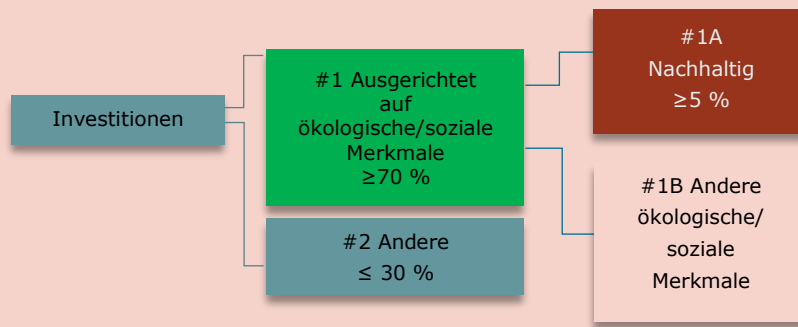 Investitionen
#1 Ausgerichtet
auf
ökologische/soziale
Merkmale
≥70 %
#2 Andere
≤ 30 %
#1A
Nachhaltig
≥5 %
#1B Andere
ökologische/
soziale
Merkmale